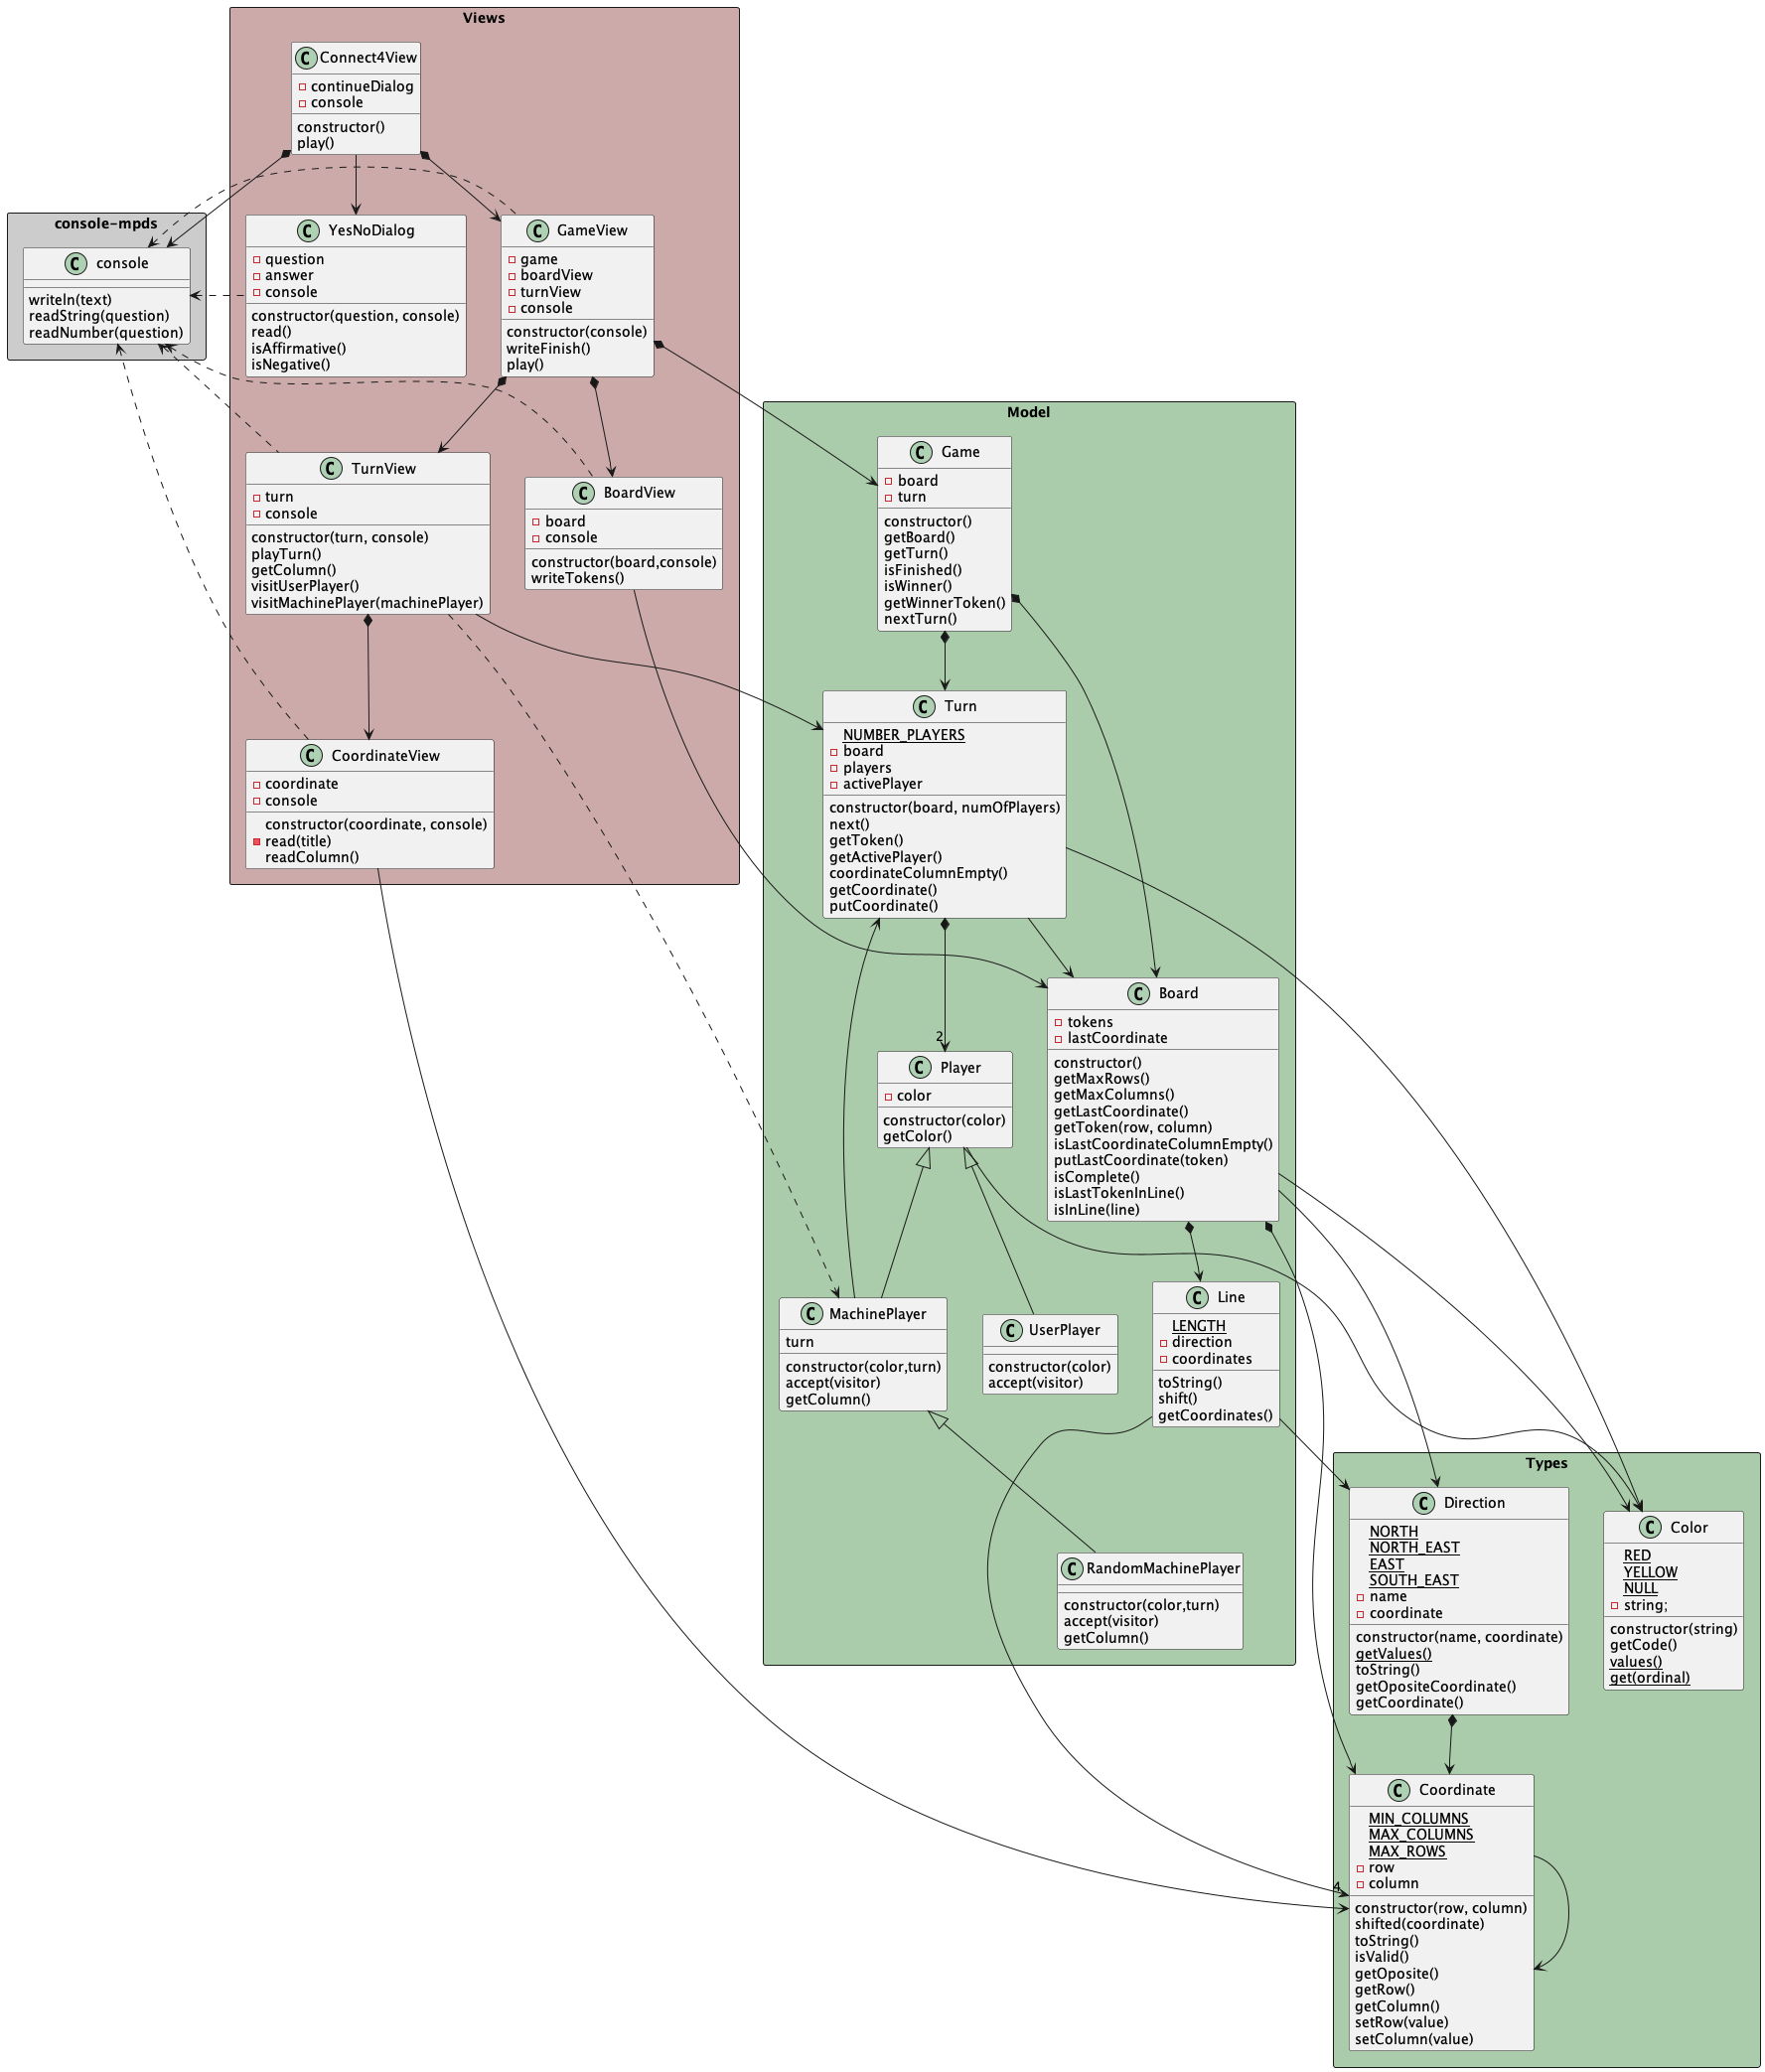 Views
Connect4View
continueDialog
console
constructor()
play()
console-mpds
console
writeln(text)
readString(question)
readNumber(question)
YesNoDialog
question
answer
console
constructor(question, console)
read()
isAffirmative()
isNegative()
GameView
game
boardView
turnView
console
constructor(console)
writeFinish()
play()
TurnView
turn
console
constructor(turn, console)
playTurn()
getColumn()
visitUserPlayer()
visitMachinePlayer(machinePlayer)
BoardView
board
console
constructor(board,console)
writeTokens()
CoordinateView
coordinate
console
constructor(coordinate, console)
read(title)
readColumn()
Model
Game
board
turn
constructor()
getBoard()
getTurn()
isFinished()
isWinner()
getWinnerToken()
nextTurn()
Turn
NUMBER_PLAYERS
board
players
activePlayer
constructor(board, numOfPlayers)
next()
getToken()
getActivePlayer()
coordinateColumnEmpty()
getCoordinate()
putCoordinate()
2
Player
color
constructor(color)
getColor()
Board
tokens
lastCoordinate
constructor()
getMaxRows()
getMaxColumns()
getLastCoordinate()
getToken(row, column)
isLastCoordinateColumnEmpty()
putLastCoordinate(token)
isComplete()
isLastTokenInLine()
isInLine(line)
MachinePlayer
turn
constructor(color,turn)
accept(visitor)
getColumn()
UserPlayer
constructor(color)
accept(visitor)
Line
LENGTH
direction
coordinates
toString()
shift()
getCoordinates()
RandomMachinePlayer
constructor(color,turn)
accept(visitor)
getColumn()
Types
Direction
NORTH
NORTH_EAST
EAST
SOUTH_EAST
name
coordinate
constructor(name, coordinate)
getValues()
toString()
getOpositeCoordinate()
getCoordinate()
Color
RED
YELLOW
NULL
string;
constructor(string)
getCode()
values()
get(ordinal)
4
Coordinate
MIN_COLUMNS
MAX_COLUMNS
MAX_ROWS
row
column
constructor(row, column)
shifted(coordinate)
toString()
isValid()
getOposite()
getRow()
getColumn()
setRow(value)
setColumn(value)